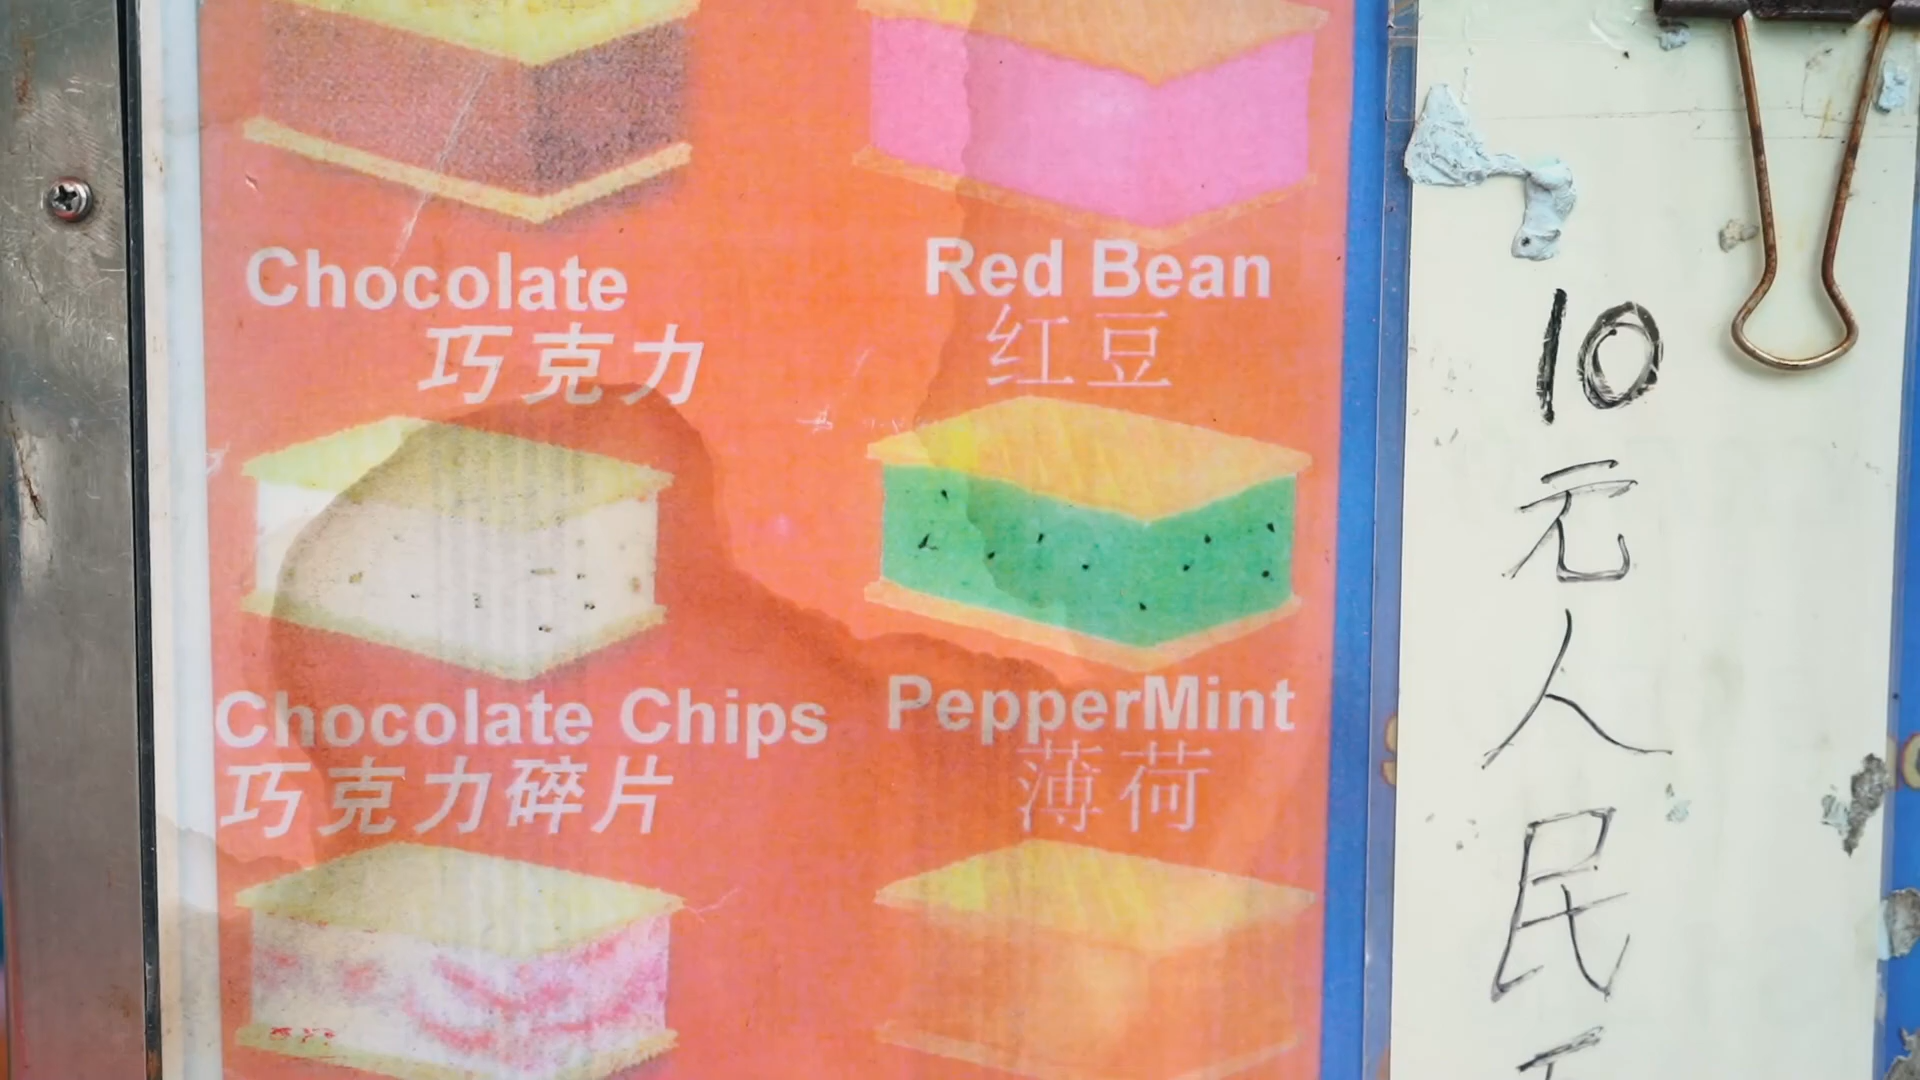 Chocolate
巧克力
Red Bean
红豆
Chocolate Chips
巧克力碎片
PepperMint
薄荷
10
元
人
民